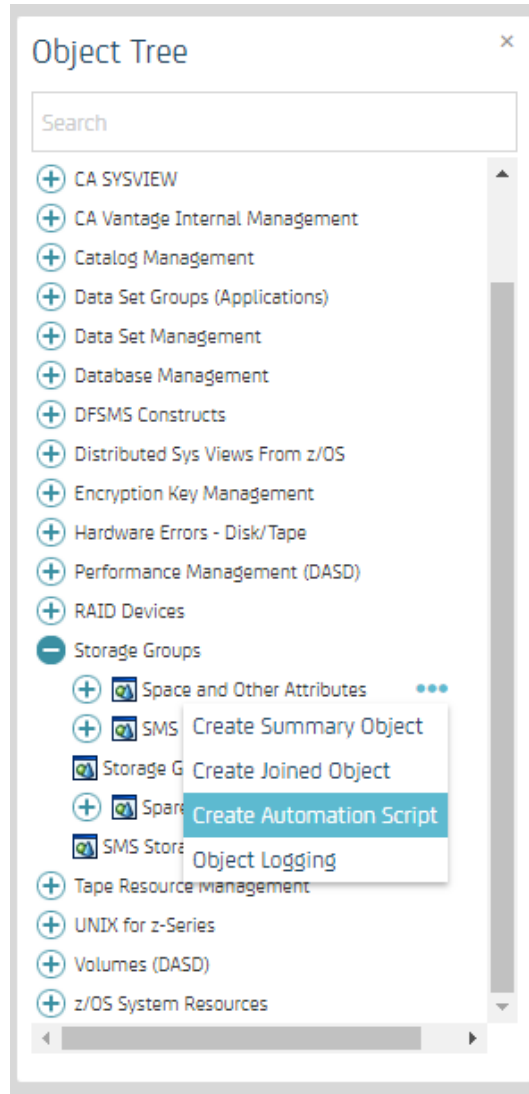 Object Tree
×
Search
CA SYSVIEW
CA Vantage Internal Management
Catalog Management
Data Set Groups (Applications)
Data Set Management
Database Management
DFSMS Constructs
Distributed Sys Views From z/OS
Encryption Key Management
Hardware Errors - Disk/Tape
Performance Management (DASD)
RAID Devices
Storage Groups
Space and Other Attributes
SMS
Create Summary Object
Storage G
Create Joined Object
Spare
Create Automation Script
SMS Stora
Object Logging
Tape Resource Management
UNIX for z-Series
Volumes (DASD)
z/OS System Resources